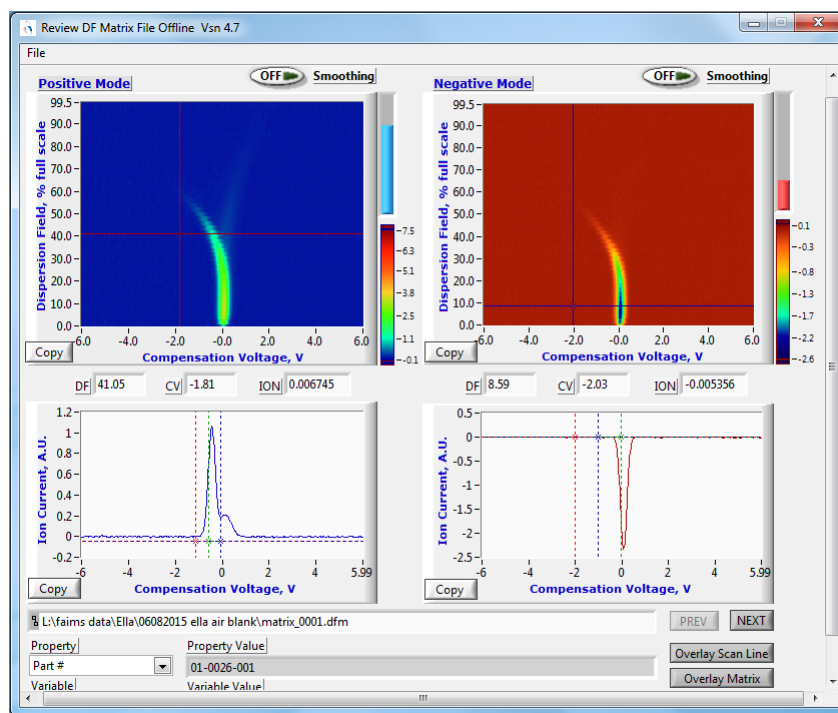 Review DF Matrix File Offline Vsn 4.7
File
Positive Mode
OFF
Smoothing
Dispersion Field, % full scale
99.5
90.0
80.0
70.0
60.0
50.0
40.0
30.0
20.0
10.0
0.0
-6.0 -4.0 -2.0 0.0 2.0 4.0 6.0
Compensation Voltage, V
7.5
6.3
5.1
3.8
2.5
1.1
-0.1
Copy
DF 41.05 CV -1.81 ION 0.006745
Negative Mode
OFF
Smoothing
Dispersion Field, % full scale
99.5
90.0
80.0
70.0
60.0
50.0
40.0
30.0
20.0
10.0
0.0
-6.0 -4.0 -2.0 0.0 2.0 4.0 6.0
Compensation Voltage, V
0.1
-0.3
-0.8
-1.3
-1.7
-2.2
-2.6
Copy
DF 8.59 CV -2.03 ION -0.005356
Ion Current, A.U.
1.2
1
0.8
0.6
0.4
0.2
0
-0.2
-6 -4 -2 0 2 4 5.99
Compensation Voltage, V
Copy
Ion Current, A.U.
0.5
0
-0.5
-1
-1.5
-2
-2.5
-6 -4 -2 0 2 4 5.99
Compensation Voltage, V
Copy
L:\faims data\Ella\06082015 ella air blank\matrix_0001.dfm
PREV NEXT
Property Property Value
Part # 01-0026-001
Overlay Scan Line
Variable Variable Value
Overlay Matrix